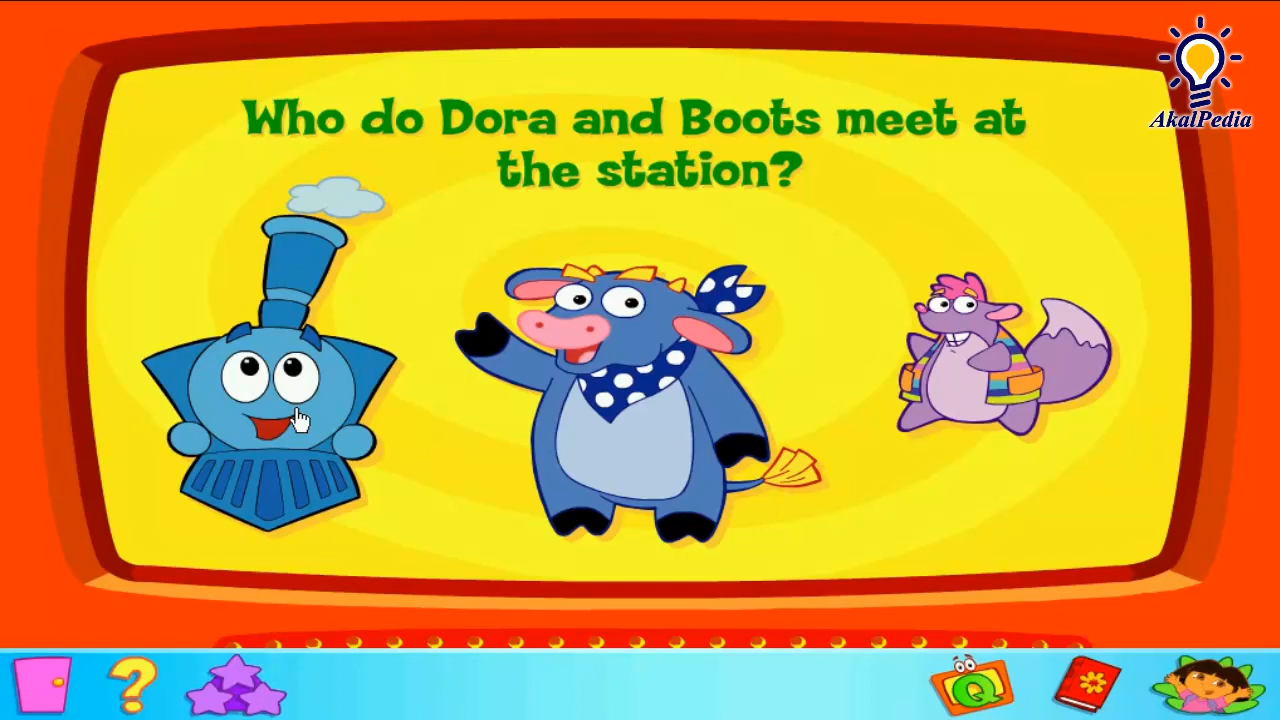 AkalPedia
Who do Dora and Boots meet at
the station?
?
Q